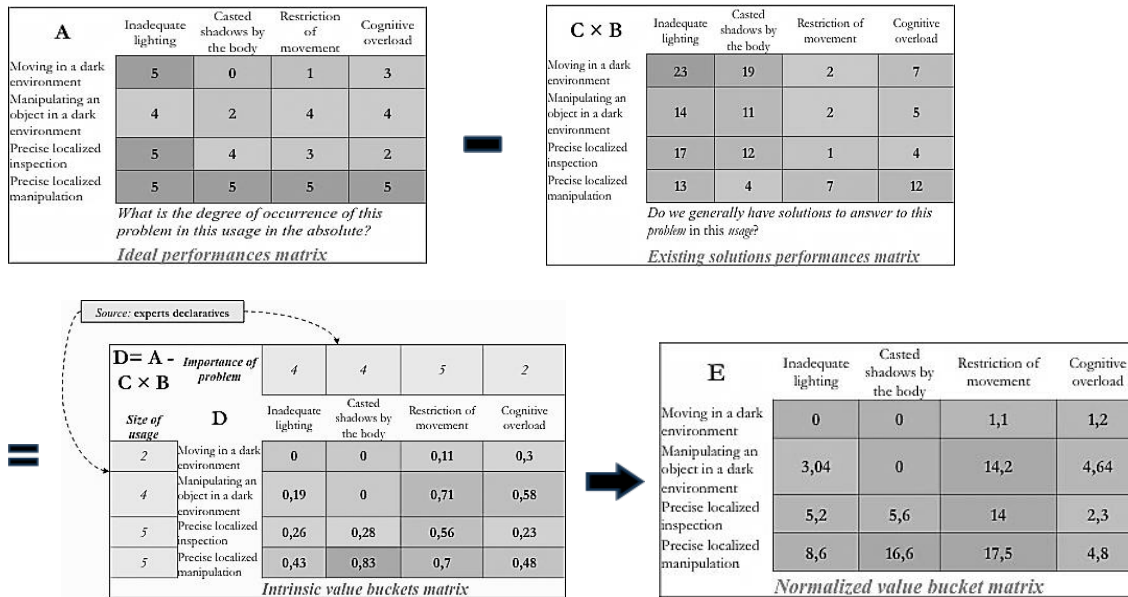 A
Inadequate lighting
Casted shadows by the body
Restriction of movement
Cognitive overload
Moving in a dark environment
5 0 1 3
Manipulating an object in a dark environment
4 2 4 4
Precise localized inspection
5 4 3 2
Precise localized manipulation
5 5 5 5
What is the degree of occurrence of this
problem in this usage in the absolute?
Ideal performances matrix
C × B
Inadequate lighting
Casted shadows by the body
Restriction of movement
Cognitive overload
Moving in a dark environment
23 19 2 7
Manipulating an object in a dark environment
14 11 2 5
Precise localized inspection
17 12 1 4
Precise localized manipulation
13 4 7 12
Do we generally have solutions to answer to this
problem in this usage?
Existing solutions performances matrix
Source: experts declaratives
D= A -
C × B
Importance of
problem
4 4 5 2
Size of
usage
D
Inadequate lighting
Casted shadows by the body
Restriction of movement
Cognitive overload
2 Moving in a dark environment 0 0 0,11 0,3
4 Manipulating an object in a dark environment 0,19 0 0,71 0,58
5 Precise localized inspection 0,26 0,28 0,56 0,23
5 Precise localized manipulation 0,43 0,83 0,7 0,48
Intrinsic value buckets matrix
E
Inadequate lighting
Casted shadows by the body
Restriction of movement
Cognitive overload
Moving in a dark environment
0 0 1,1 1,2
Manipulating an object in a dark environment
3,04 0 14,2 4,64
Precise localized inspection
5,2 5,6 14 2,3
Precise localized manipulation
8,6 16,6 17,5 4,8
Normalized value bucket matrix